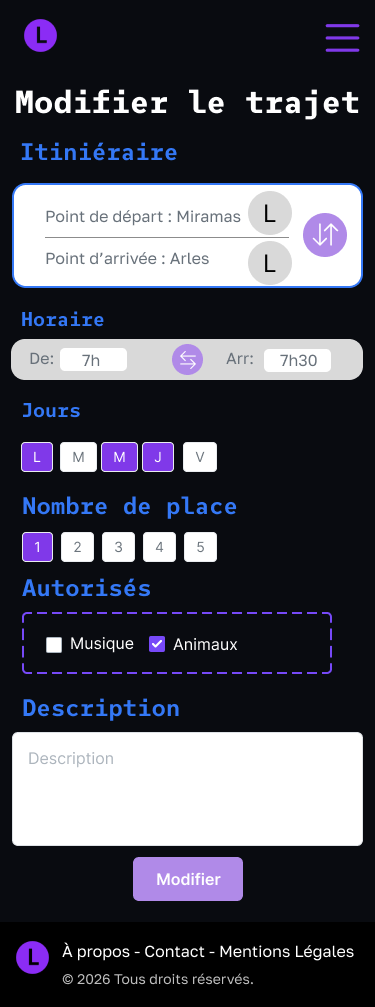 L
Modifier le trajet
Itiniéraire
Point de départ : Miramas L
Point d’arrivée : Arles L
Horaire
De: 7h Arr: 7h30
Jours
L M M J V
Nombre de place
1 2 3 4 5
Autorisés
Musique Animaux
Description
Description
Modifier
L À propos - Contact - Mentions Légales
© 2026 Tous droits réservés.